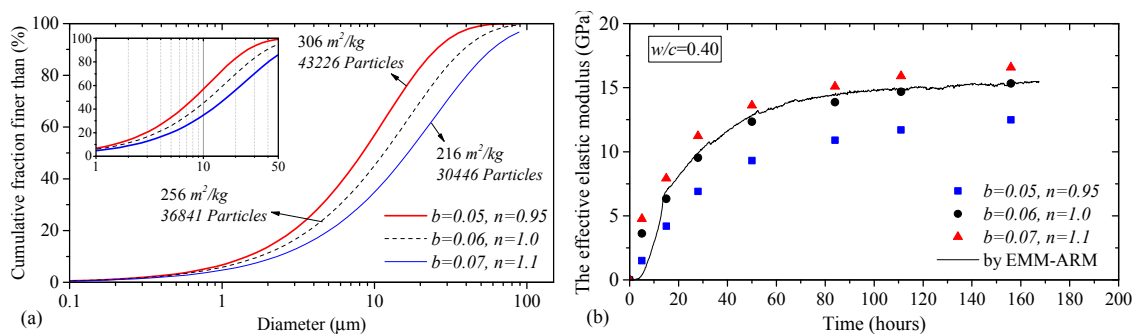 Cumulative fraction finer than (%)
100
80
60
40
20
0
100
80
60
40
20
0
1
10
50
306 m²/kg
43226 Particles
216 m²/kg
30446 Particles
256 m²/kg
36841 Particles
b=0.05, n=0.95
b=0.06, n=1.0
b=0.07, n=1.1
0.1
1
10
100
(a)
Diameter (μm)
The effective elastic modulus (GPa)
20
15
10
5
0
w/c=0.40
b=0.05, n=0.95
b=0.06, n=1.0
b=0.07, n=1.1
by EMM-ARM
0
20
40
60
80
100
120
140
160
180
200
(b)
Time (hours)